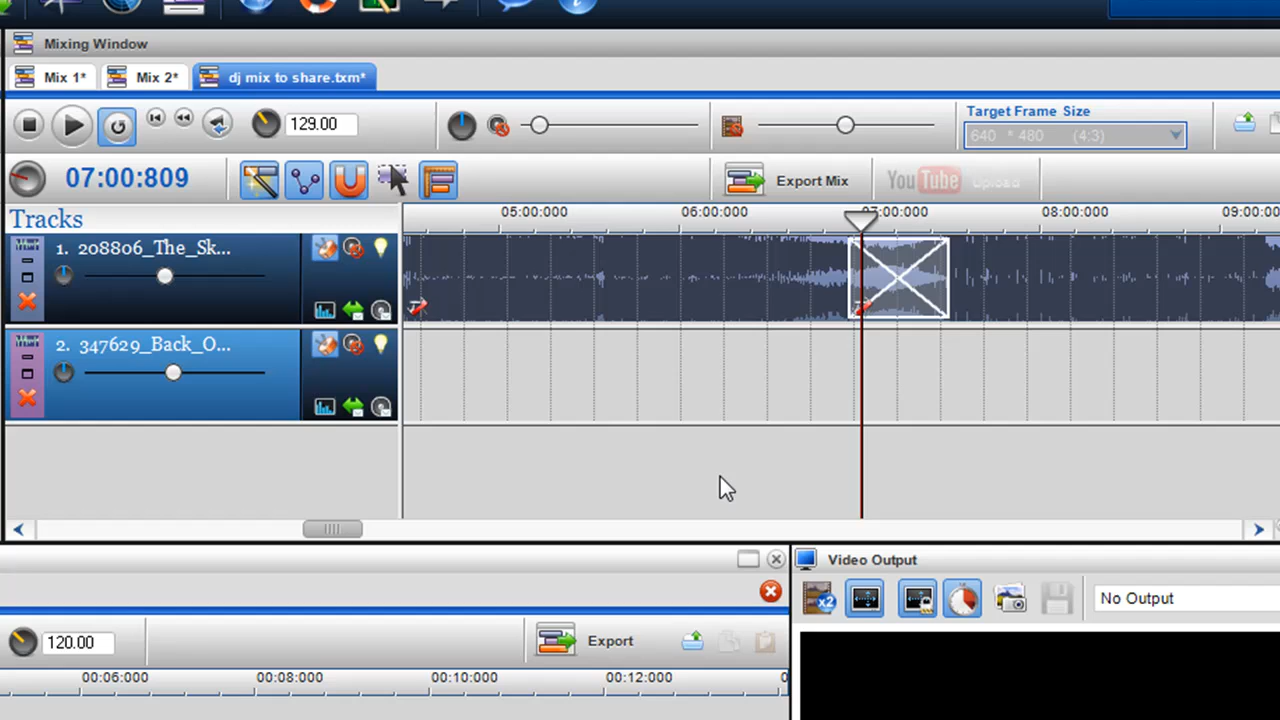 Mixing Window
Mix 1* Mix 2* dj mix to share.txm*
129.00
Target Frame Size
640 * 480 (4:3)
07:00:809
Export Mix
YouTube Upload
Tracks
05:00:000 06:00:000 07:00:000 08:00:000 09:00:000
1. 208806_The_Sk...
2. 347629_Back_O...
Video Output
x2
No Output
120.00
Export
00:06:000 00:08:000 00:10:000 00:12:000